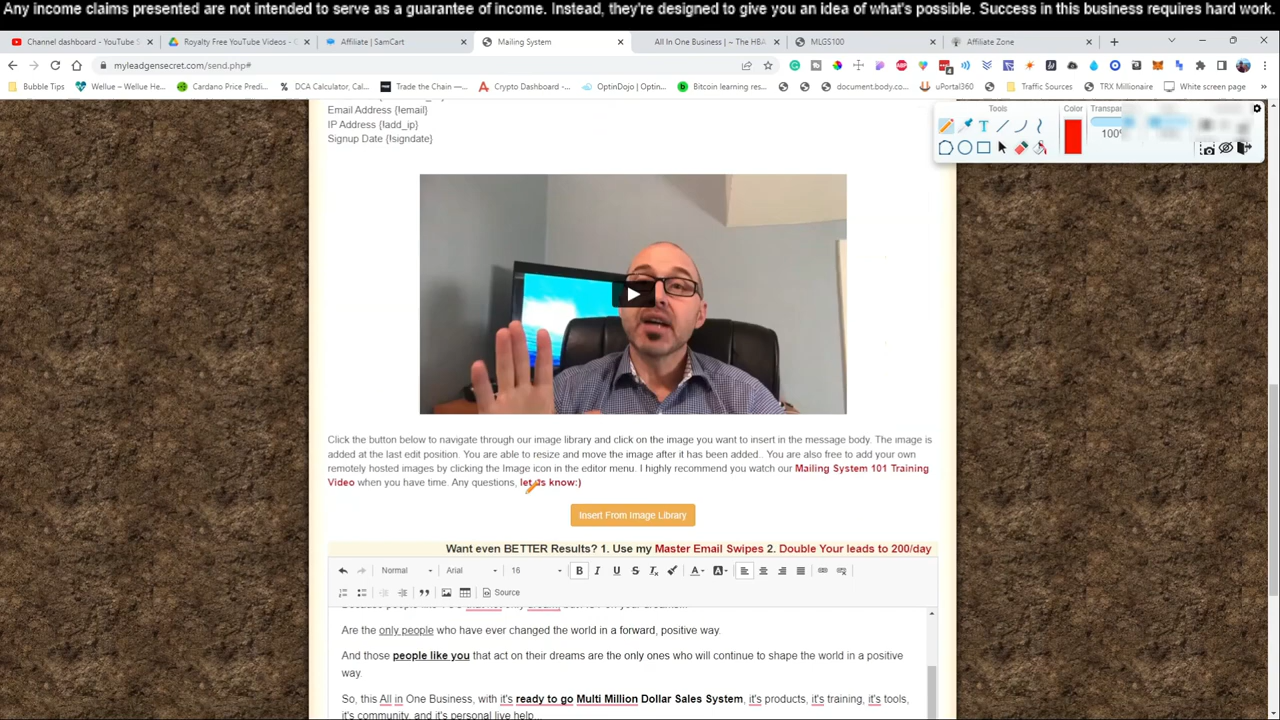 Any income claims presented are not intended to serve as a guarantee of income. Instead, they're designed to give you an idea of what's possible. Success in this business requires hard work.
Channel dashboard - YouTube S
Royalty Free YouTube Videos - G
Affiliate | SamCart
Mailing System
All In One Business | ~ The HBA
MLGS100
Affiliate Zone
myleadgensecret.com/send.php#
Bubble Tips
Wellue – Wellue He...
Cardano Price Predi...
DCA Calculator, Cal...
Trade the Chain —...
Crypto Dashboard -...
OptinDojo | Optin...
Bitcoin learning res...
document.body.co...
uPortal360
Traffic Sources
TRX Millionaire
White screen page
Tools
Color
Transpare
100%
Email Address {!email}
IP Address {!add_ip}
Signup Date {!signdate}
Click the button below to navigate through our image library and click on the image you want to insert in the message body. The image is
added at the last edit position. You are able to resize and move the image after it has been added.. You are also free to add your own
remotely hosted images by clicking the Image icon in the editor menu. I highly recommend you watch our Mailing System 101 Training
Video when you have time. Any questions, let us know:)
Insert From Image Library
Want even BETTER Results? 1. Use my Master Email Swipes 2. Double Your leads to 200/day
Normal
Arial
16
Source
Are the only people who have ever changed the world in a forward, positive way.
And those people like you that act on their dreams are the only ones who will continue to shape the world in a positive
way.
So, this All in One Business, with it's ready to go Multi Million Dollar Sales System, it's products, it's training, it's tools,
it's community, and it's personal live help...